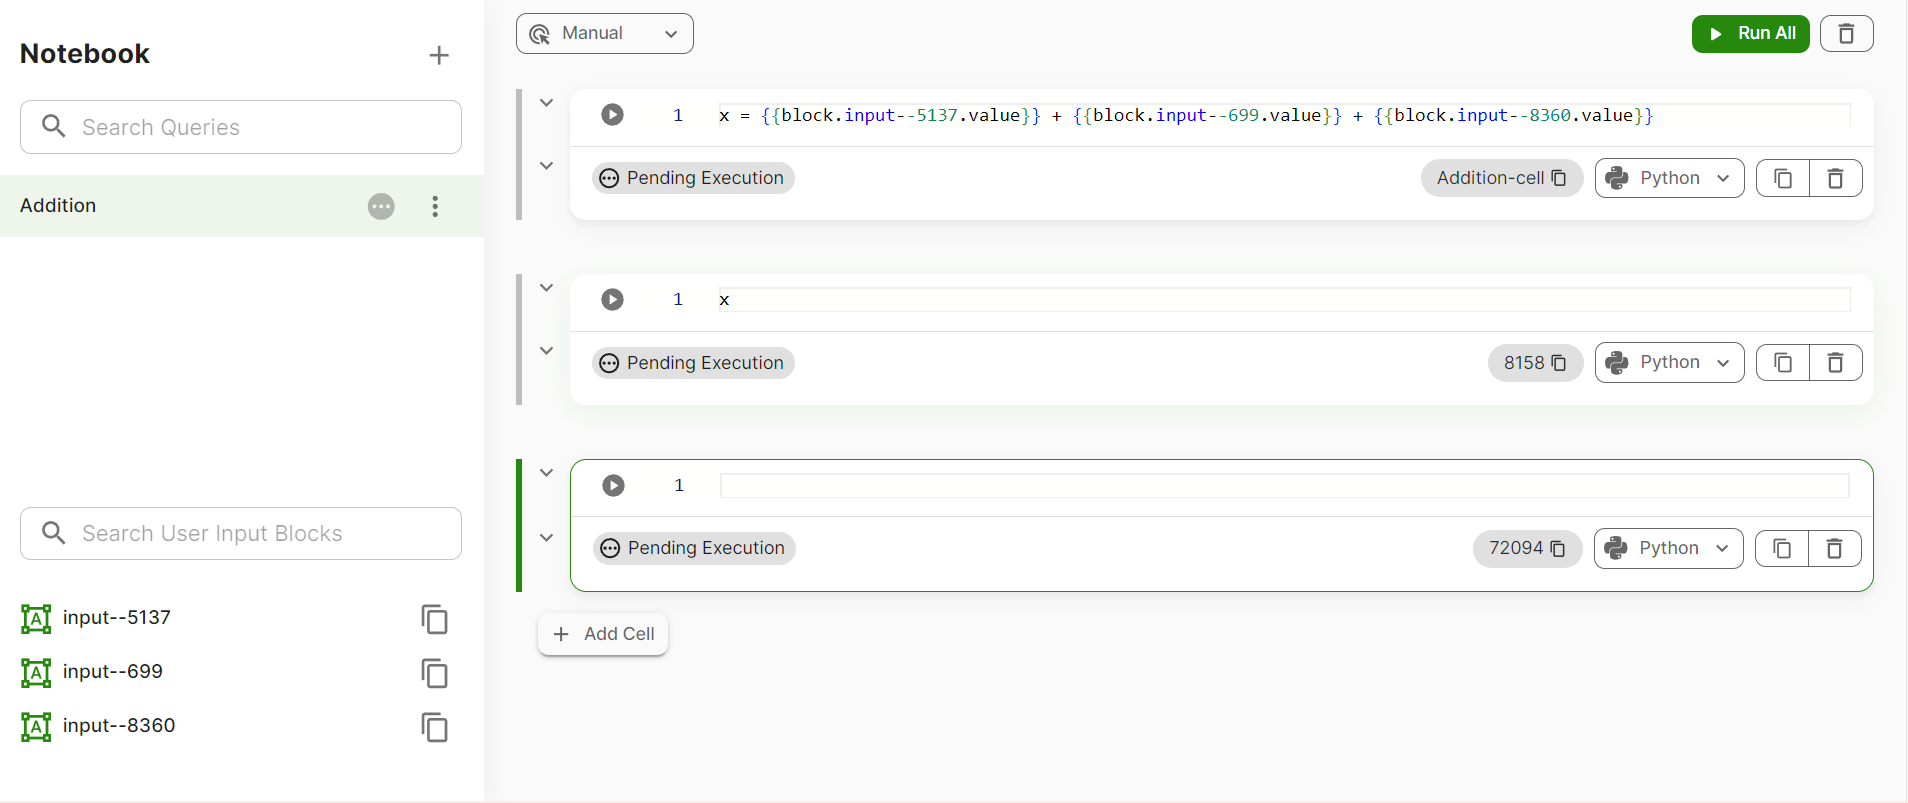 Notebook
Search Queries
Addition
Search User Input Blocks
input--5137
input--699
input--8360
Manual
Run All
1 x = {{block.input--5137.value}} + {{block.input--699.value}} + {{block.input--8360.value}}
Pending Execution Addition-cell Python
1 x
Pending Execution 8158 Python
1
Pending Execution 72094 Python
Add Cell